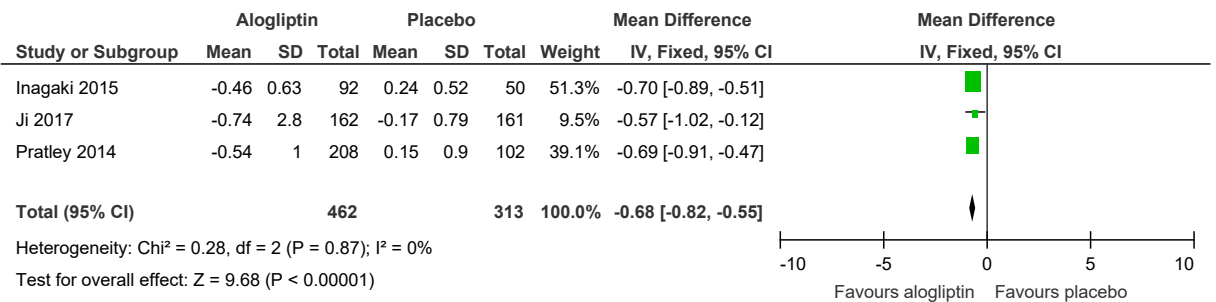 Alogliptin Placebo Mean Difference Mean Difference
Study or Subgroup Mean SD Total Mean SD Total Weight IV, Fixed, 95% CI IV, Fixed, 95% CI
Inagaki 2015 -0.46 0.63 92 0.24 0.52 50 51.3% -0.70 [-0.89, -0.51]
Ji 2017 -0.74 2.8 162 -0.17 0.79 161 9.5% -0.57 [-1.02, -0.12]
Pratley 2014 -0.54 1 208 0.15 0.9 102 39.1% -0.69 [-0.91, -0.47]
Total (95% CI) 462 313 100.0% -0.68 [-0.82, -0.55]
Heterogeneity: Chi² = 0.28, df = 2 (P = 0.87); I² = 0%
Test for overall effect: Z = 9.68 (P < 0.00001)
-10 -5 0 5 10
Favours alogliptin Favours placebo